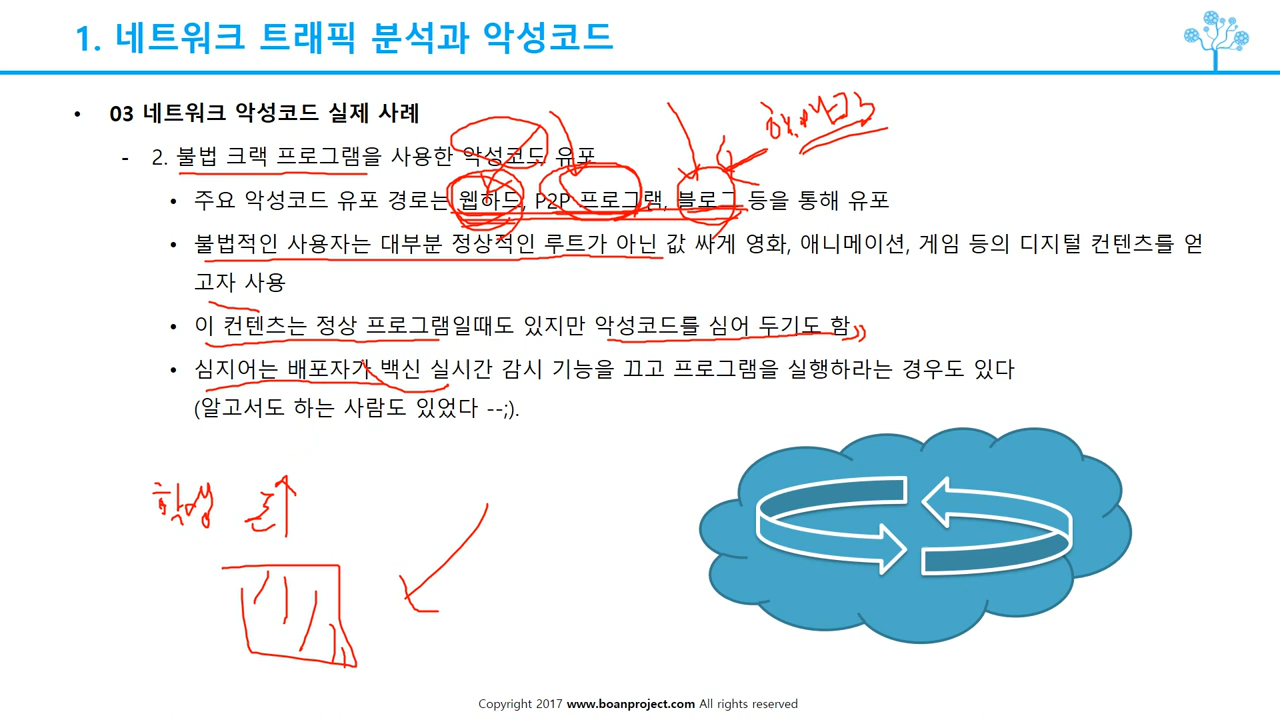 1. 네트워크 트래픽 분석과 악성코드
• 03 네트워크 악성코드 실제 사례
- 2. 불법 크랙 프로그램을 사용한 악성코드 유포
• 주요 악성코드 유포 경로는 웹하드, P2P 프로그램, 블로그 등을 통해 유포
• 불법적인 사용자는 대부분 정상적인 루트가 아닌 값 싸게 영화, 애니메이션, 게임 등의 디지털 컨텐츠를 얻
고자 사용
• 이 컨텐츠는 정상 프로그램일때도 있지만 악성코드를 심어 두기도 함
• 심지어는 배포자가 백신 실시간 감시 기능을 끄고 프로그램을 실행하라는 경우도 있다
(알고서도 하는 사람도 있었다 --;).
학생
Copyright 2017 www.boanproject.com All rights reserved